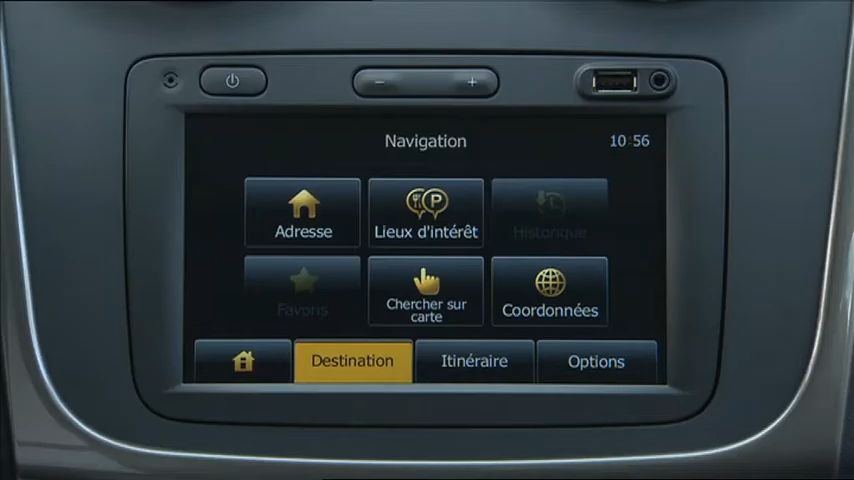 Navigation
10:56
Adresse
Lieux d'intérêt
Historique
Favoris
Chercher sur
carte
Coordonnées
Destination
Itinéraire
Options